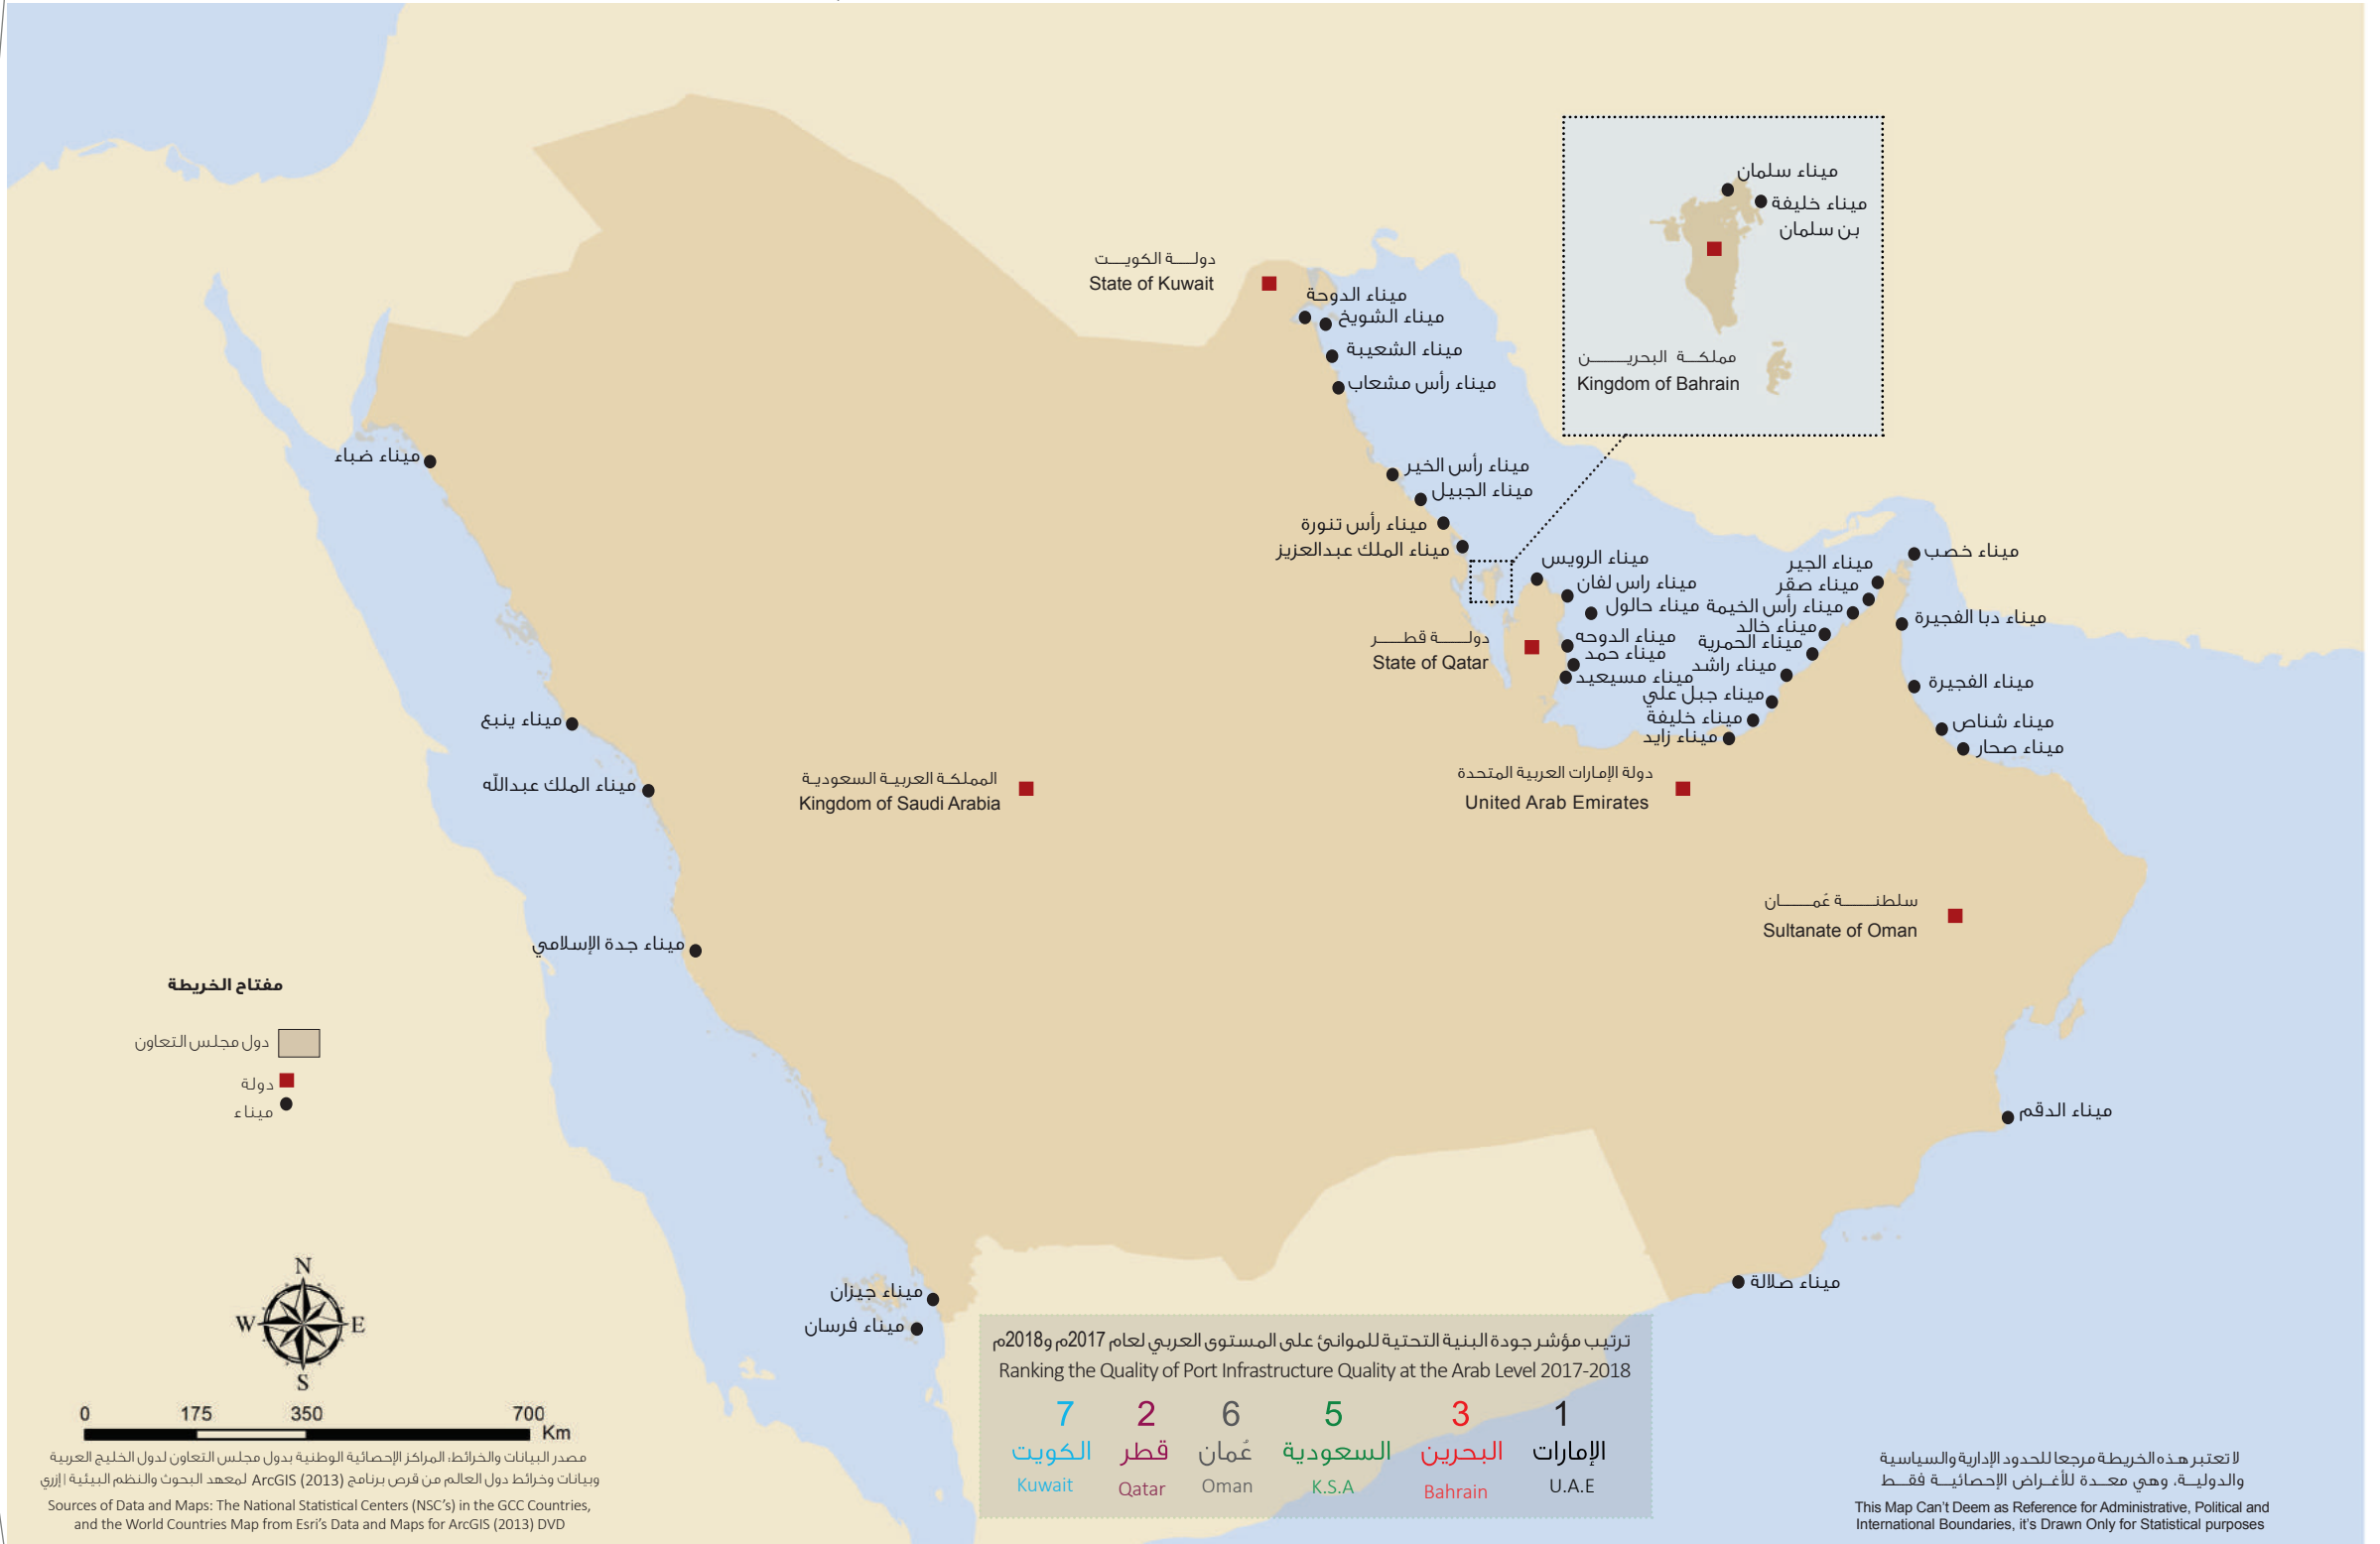 ميناء سلمان
ميناء خليفة
بن سلمان
مملكة البحرين
Kingdom of Bahrain
دولة الكويت
State of Kuwait
ميناء الدوحة
ميناء الشويخ
ميناء الشعيبة
ميناء رأس مشعاب
ميناء ضباء
ميناء رأس الخير
ميناء الجبيل
ميناء رأس تنورة
ميناء الملك عبدالعزيز
ميناء الرويس
ميناء راس لفان
ميناء حالول
دولة قطر
State of Qatar
ميناء الدوحه
ميناء حمد
ميناء مسيعيد
ميناء خصب
ميناء الجير
ميناء صقر
ميناء رأس الخيمة
ميناء خالد
ميناء الحمرية
ميناء راشد
ميناء جبل علي
ميناء خليفة
ميناء زايد
ميناء دبا الفجيرة
ميناء الفجيرة
ميناء شناص
ميناء صحار
ميناء ينبع
ميناء الملك عبدالله
المملكة العربية السعودية
Kingdom of Saudi Arabia
دولة الإمارات العربية المتحدة
United Arab Emirates
سلطنة عُمان
Sultanate of Oman
ميناء جدة الإسلامي
مفتاح الخريطة
دول مجلس التعاون
دولة
ميناء
ميناء الدقم
ميناء صلالة
ميناء جيزان
ميناء فرسان
N
W E
S
0 175 350 700
Km
مصدر البيانات والخرائط: المراكز الإحصائية الوطنية بدول مجلس التعاون لدول الخليج العربية
وبيانات وخرائط دول العالم من قرص برنامج ArcGIS (2013) لمعهد البحوث والنظم البيئية | إزري
Sources of Data and Maps: The National Statistical Centers (NSC's) in the GCC Countries,
and the World Countries Map from Esri's Data and Maps for ArcGIS (2013) DVD
ترتيب مؤشر جودة البنية التحتية للموانئ على المستوى العربي لعام 2017م و2018م
Ranking the Quality of Port Infrastructure Quality at the Arab Level 2017-2018
7 2 6 5 3 1
الكويت قطر عُمان السعودية البحرين الإمارات
Kuwait Qatar Oman K.S.A Bahrain U.A.E
لا تعتبر هذه الخريطة مرجعا للحدود الإدارية والسياسية
والدولية، وهي معدة للأغراض الإحصائية فقط
This Map Can't Deem as Reference for Administrative, Political and
International Boundaries, it's Drawn Only for Statistical purposes